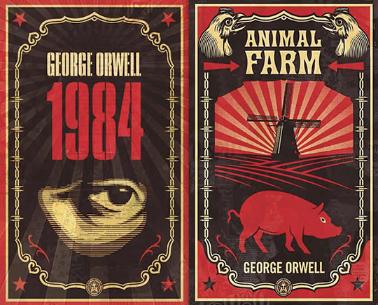 GEORGE ORWELL
1984
ANIMAL
FARM
GEORGE ORWELL